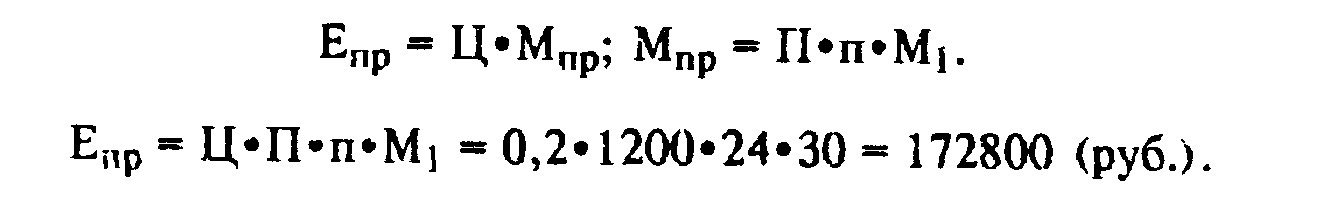 Eпр = Ц•Mпр; Mпр = П•п•M1.
Eпр = Ц•П•п•M1 = 0,2•1200•24•30 = 172800 (руб.).